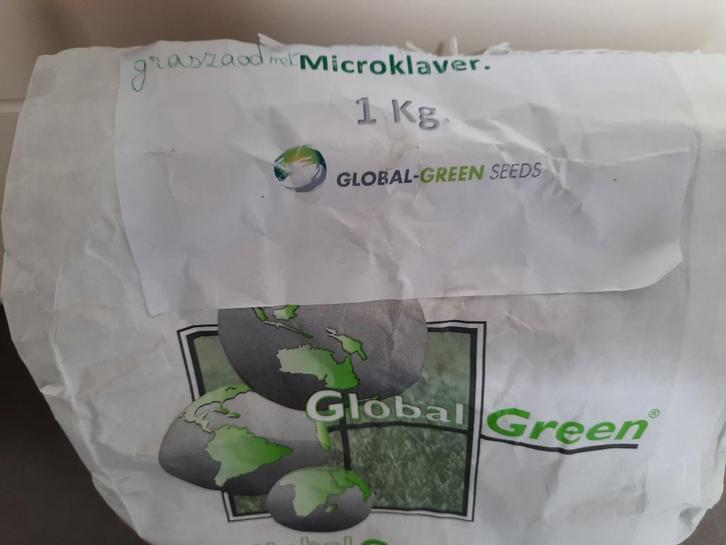 graszaad met Microklaver.
1 Kg.
GLOBAL-GREEN SEEDS
Global Green®